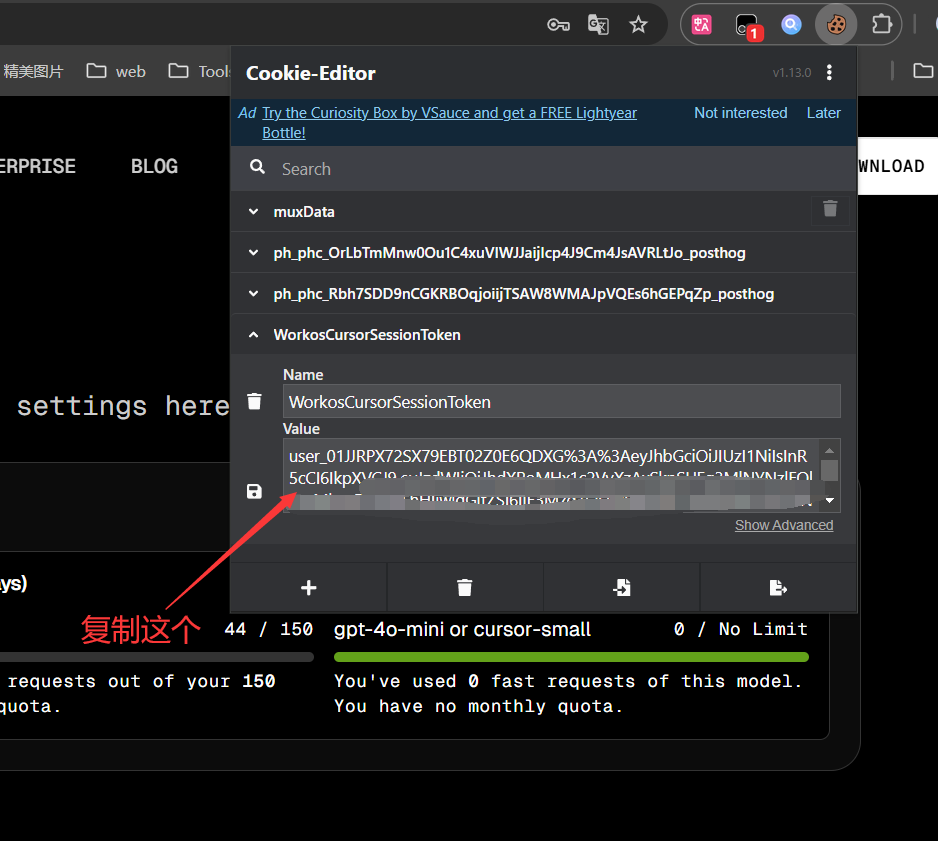 1
精美图片
web
Tools
Cookie-Editor
v1.13.0
Ad Try the Curiosity Box by VSauce and get a FREE Lightyear
Bottle!
Not interested
Later
Search
ERPRISE
BLOG
WNLOAD
muxData
ph_phc_OrLbTmMnw0Ou1C4xuVIWJJaijIcp4J9Cm4JsAVRLtJo_posthog
ph_phc_Rbh7SDD9nCGKRBOqjoiijTSAW8WMAJpVQEs6hGEPqZp_posthog
WorkosCursorSessionToken
Name
WorkosCursorSessionToken
Value
user_01JJRPX72SX79EBT02Z0E6QDXG%3A%3AeyJhbGciOiJIUzI1NiIsInR
settings here
Show Advanced
ys)
复制这个
44 / 150
gpt-4o-mini or cursor-small
0 / No Limit
requests out of your 150
quota.
You've used 0 fast requests of this model.
You have no monthly quota.